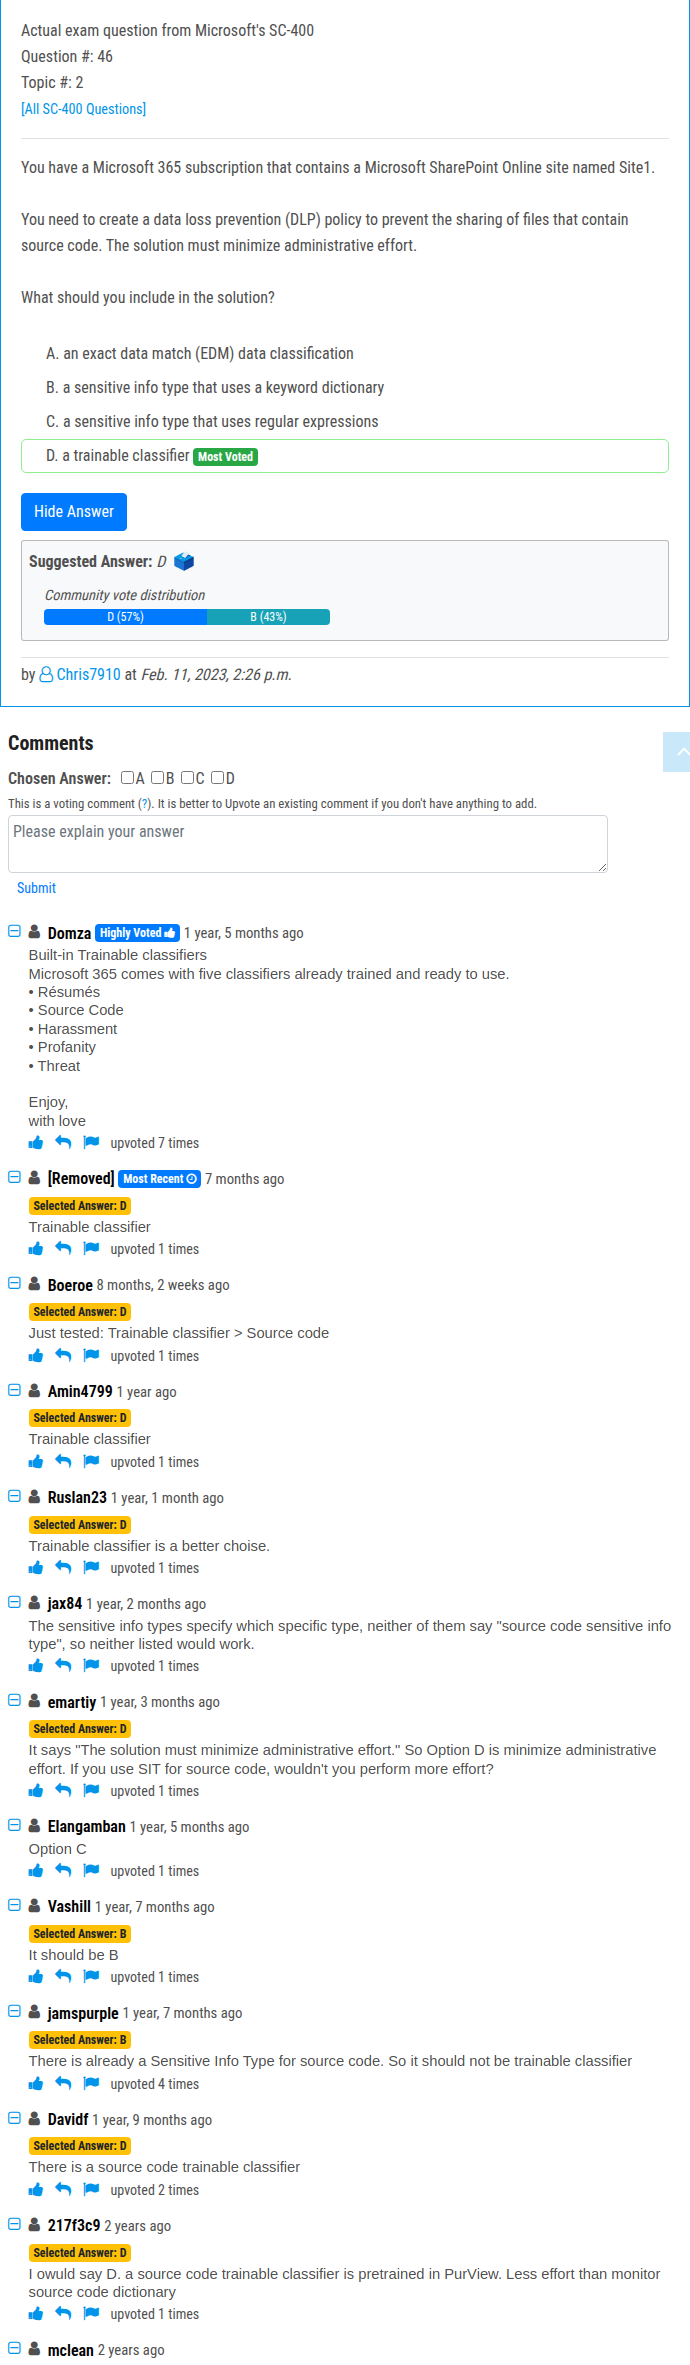 Actual exam question from Microsoft's SC-400
Question #: 46
Topic #: 2
[All SC-400 Questions]
You have a Microsoft 365 subscription that contains a Microsoft SharePoint Online site named Site1.
You need to create a data loss prevention (DLP) policy to prevent the sharing of files that contain
source code. The solution must minimize administrative effort.
What should you include in the solution?
A. an exact data match (EDM) data classification
B. a sensitive info type that uses a keyword dictionary
C. a sensitive info type that uses regular expressions
D. a trainable classifier Most Voted
Hide Answer
Suggested Answer: D
Community vote distribution
D (57%) B (43%)
by Chris7910 at Feb. 11, 2023, 2:26 p.m.
Comments
Chosen Answer: A B C D
This is a voting comment (?). It is better to Upvote an existing comment if you don't have anything to add.
Please explain your answer
Submit
Domza Highly Voted 1 year, 5 months ago
Built-in Trainable classifiers
Microsoft 365 comes with five classifiers already trained and ready to use.
• Résumés
• Source Code
• Harassment
• Profanity
• Threat
Enjoy,
with love
upvoted 7 times
[Removed] Most Recent 7 months ago
Selected Answer: D
Trainable classifier
upvoted 1 times
Boeroe 8 months, 2 weeks ago
Selected Answer: D
Just tested: Trainable classifier > Source code
upvoted 1 times
Amin4799 1 year ago
Selected Answer: D
Trainable classifier
upvoted 1 times
Ruslan23 1 year, 1 month ago
Selected Answer: D
Trainable classifier is a better choise.
upvoted 1 times
jax84 1 year, 2 months ago
The sensitive info types specify which specific type, neither of them say "source code sensitive info
type", so neither listed would work.
upvoted 1 times
emartiy 1 year, 3 months ago
Selected Answer: D
It says "The solution must minimize administrative effort." So Option D is minimize administrative
effort. If you use SIT for source code, wouldn't you perform more effort?
upvoted 1 times
Elangamban 1 year, 5 months ago
Option C
upvoted 1 times
Vashill 1 year, 7 months ago
Selected Answer: B
It should be B
upvoted 1 times
jamspurple 1 year, 7 months ago
Selected Answer: B
There is already a Sensitive Info Type for source code. So it should not be trainable classifier
upvoted 4 times
Davidf 1 year, 9 months ago
Selected Answer: D
There is a source code trainable classifier
upvoted 2 times
217f3c9 2 years ago
Selected Answer: D
I owuld say D. a source code trainable classifier is pretrained in PurView. Less effort than monitor
source code dictionary
upvoted 1 times
mclean 2 years ago